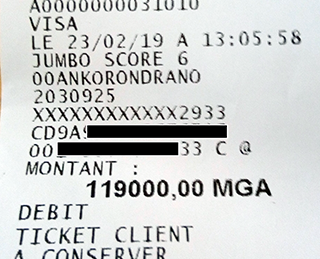 A0000000031010
VISA
LE 23/02/19 A 13:05:58
JUMBO SCORE 6
00ANKORONDRANO
2030925
XXXXXXXXXXXX2933
CD9A9
00 33 C @
MONTANT :
119000,00 MGA
DEBIT
TICKET CLIENT
A CONSERVER